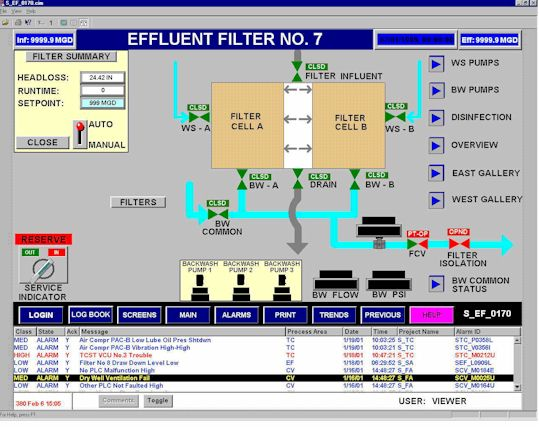 S_EF_0170.cim
File View Help
Inf: 9999.9 MGD
EFFLUENT FILTER NO. 7
Eff: 9999.9 MGD
FILTER SUMMARY
HEADLOSS: 24.42 IN
RUNTIME: 0
SETPOINT: 999 MGD
AUTO
CLOSE
MANUAL
CLSD
FILTER INFLUENT
CLSD
WS - A
FILTER CELL A
FILTER CELL B
CLSD
WS - B
CLSD
BW - A
CLSD
DRAIN
CLSD
BW - B
FILTERS
CLSD
BW COMMON
WS PUMPS
BW PUMPS
DISINFECTION
OVERVIEW
EAST GALLERY
WEST GALLERY
PT-OP
FCV
OPND
FILTER ISOLATION
RESERVE
OUT IN
SERVICE INDICATOR
BACKWASH PUMP 1
BACKWASH PUMP 2
BACKWASH PUMP 3
BW FLOW
BW PSI
BW COMMON STATUS
LOGIN LOG BOOK SCREENS MAIN ALARMS PRINT TRENDS PREVIOUS HELP S_EF_0170
Class State Ack Message Process Area Date Time Project Name Alarm ID
MED ALARM Y Air Compr PAC-B Low Lube Oil Pres Shtdwn TC 1/19/01 10:03:25 S_TC STC_P0358L
MED ALARM Y Air Compr PAC-B Vibration High-High TC 1/19/01 10:03:21 S_TC STC_V0356I
HIGH ALARM Y TCST VCU No.3 Trouble TC 1/18/01 16:58:47 S_TC STC_M0212U
LOW ALARM Y Filter No 8 Draw Down Level Low EF 1/18/01 06:29:52 S_SA SEF_L0905L
LOW ALARM Y No PLC Malfunction High CV 1/16/01 14:48:27 S_FA SCV_M0184E
MED ALARM Y Dry Well Ventilation Fail CV 1/16/01 14:48:27 S_FA SCV_M0026U
LOW ALARM Y Other PLC Not Faulted High CV 1/16/01 14:48:27 S_FA SCV_M0164U
380 Feb 6 15:05
Comments Toggle
USER: VIEWER
For Help, press F1